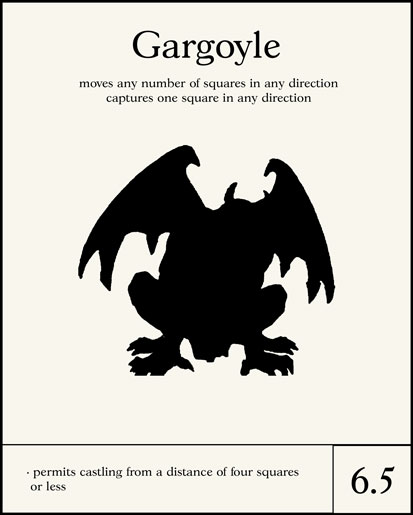 Gargoyle
moves any number of squares in any direction
captures one square in any direction
· permits castling from a distance of four squares
or less
6.5